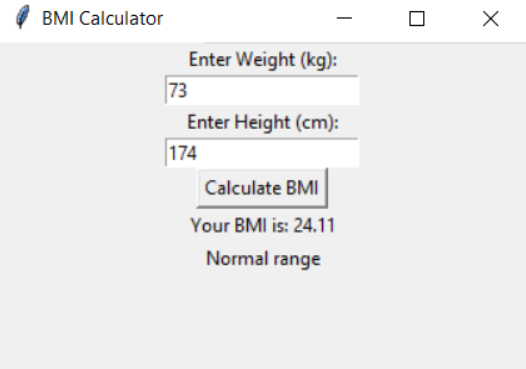 BMI Calculator
Enter Weight (kg):
73
Enter Height (cm):
174
Calculate BMI
Your BMI is: 24.11
Normal range